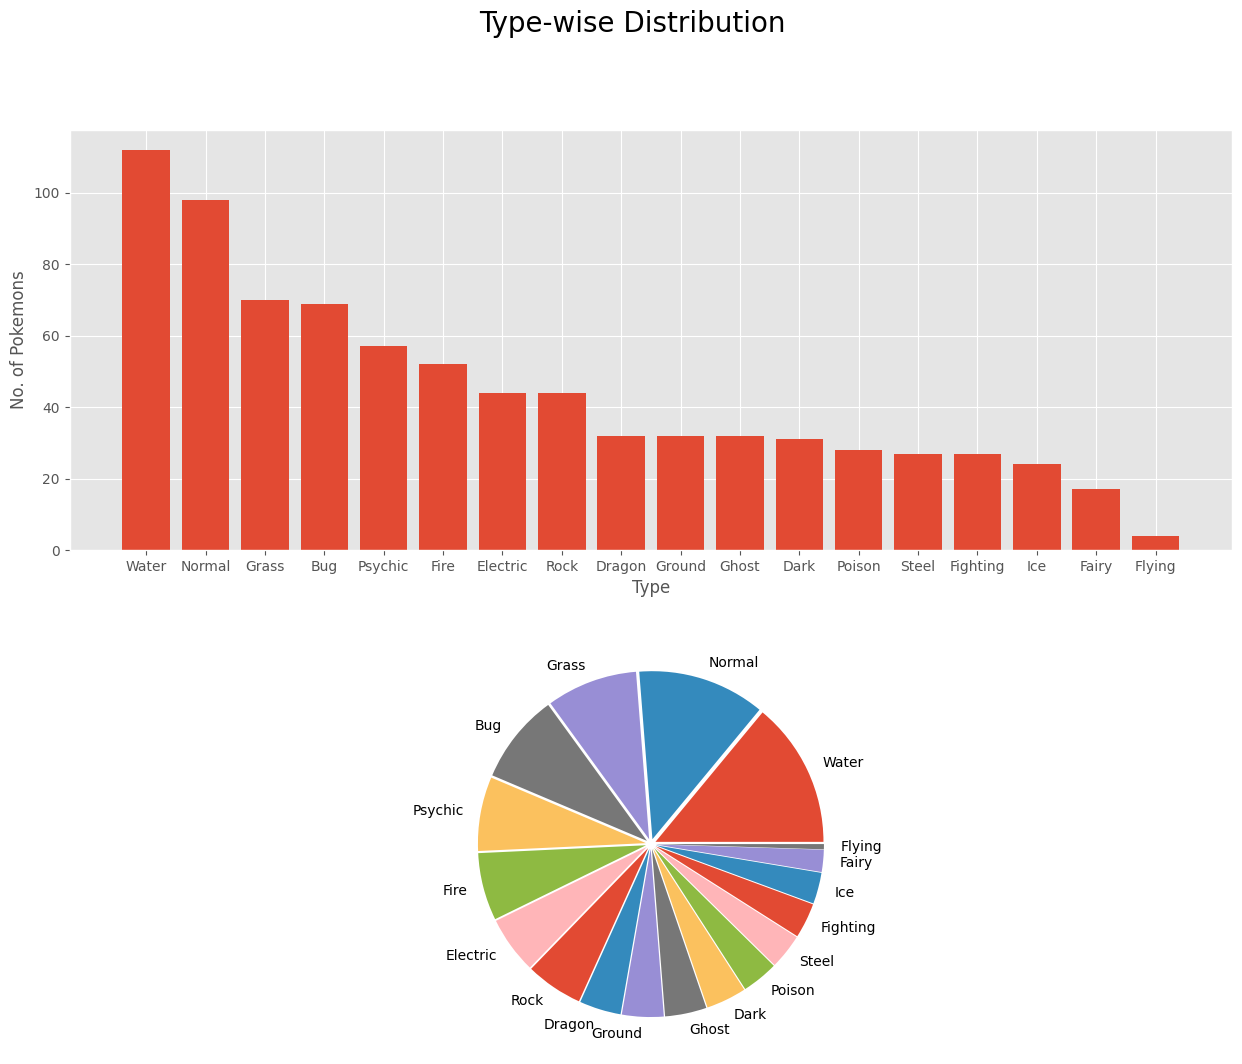 Type-wise Distribution
100
80
60
40
20
0
No. of Pokemons
Water Normal Grass Bug Psychic Fire Electric Rock Dragon Ground Ghost Dark Poison Steel Fighting Ice Fairy Flying
Type
Normal
Grass
Bug
Water
Psychic
Flying
Fairy
Fire
Ice
Fighting
Electric
Steel
Rock
Poison
Dragon
Dark
Ground
Ghost